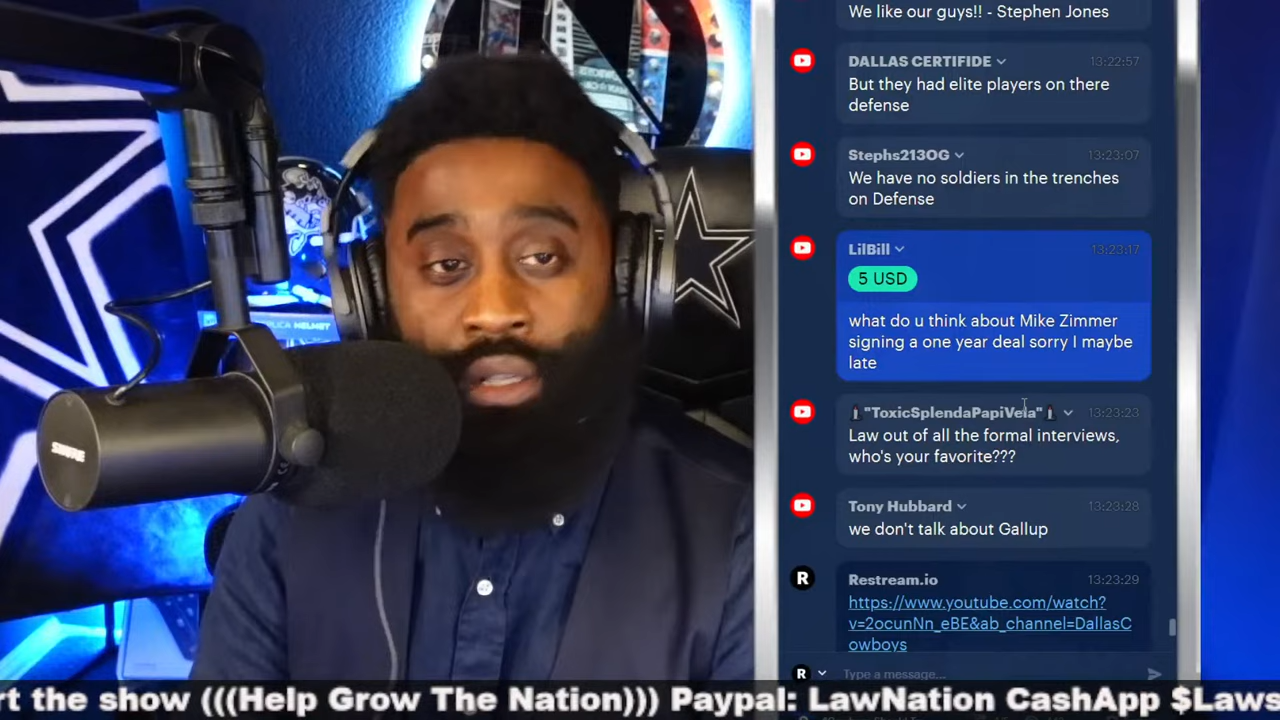 We like our guys!! - Stephen Jones
DALLAS CERTIFIDE 13:22:57
But they had elite players on there
defense
Stephs213OG 13:23:07
We have no soldiers in the trenches
on Defense
LilBill 13:23:17
5 USD
what do u think about Mike Zimmer
signing a one year deal sorry I maybe
late
"ToxicSplendaPapiVela" 13:23:23
Law out of all the formal interviews,
who's your favorite???
Tony Hubbard 13:23:28
we don't talk about Gallup
R
Restream.io 13:23:29
https://www.youtube.com/watch?
v=2ocunNn_eBE&ab_channel=DallasC
owboys
R
Type a message...
SHURE
HELMET
rt the show (((Help Grow The Nation))) Paypal: LawNation CashApp $Laws